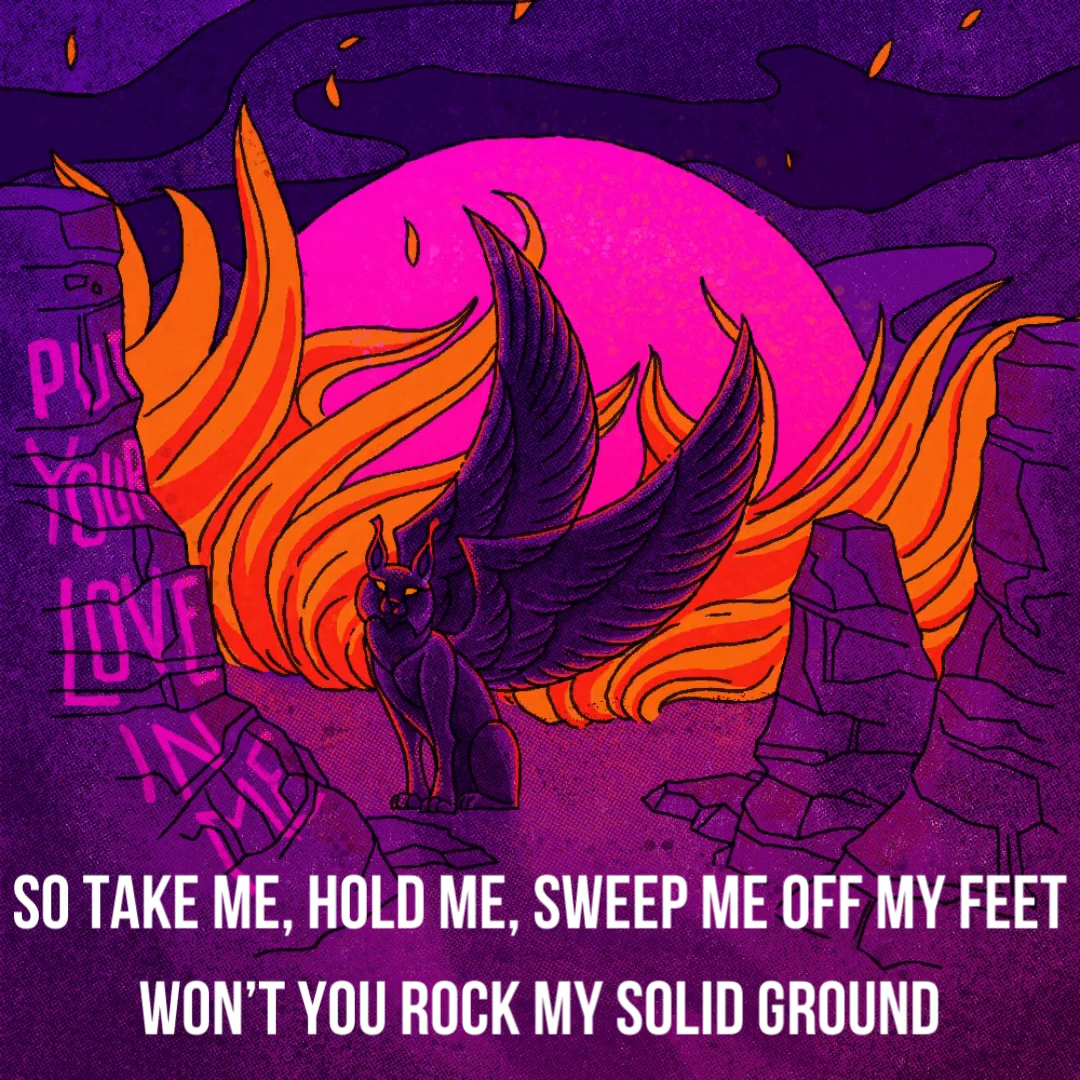 PUT
YOUR
LOVE
IN
ME
SO TAKE ME, HOLD ME, SWEEP ME OFF MY FEET
WON'T YOU ROCK MY SOLID GROUND